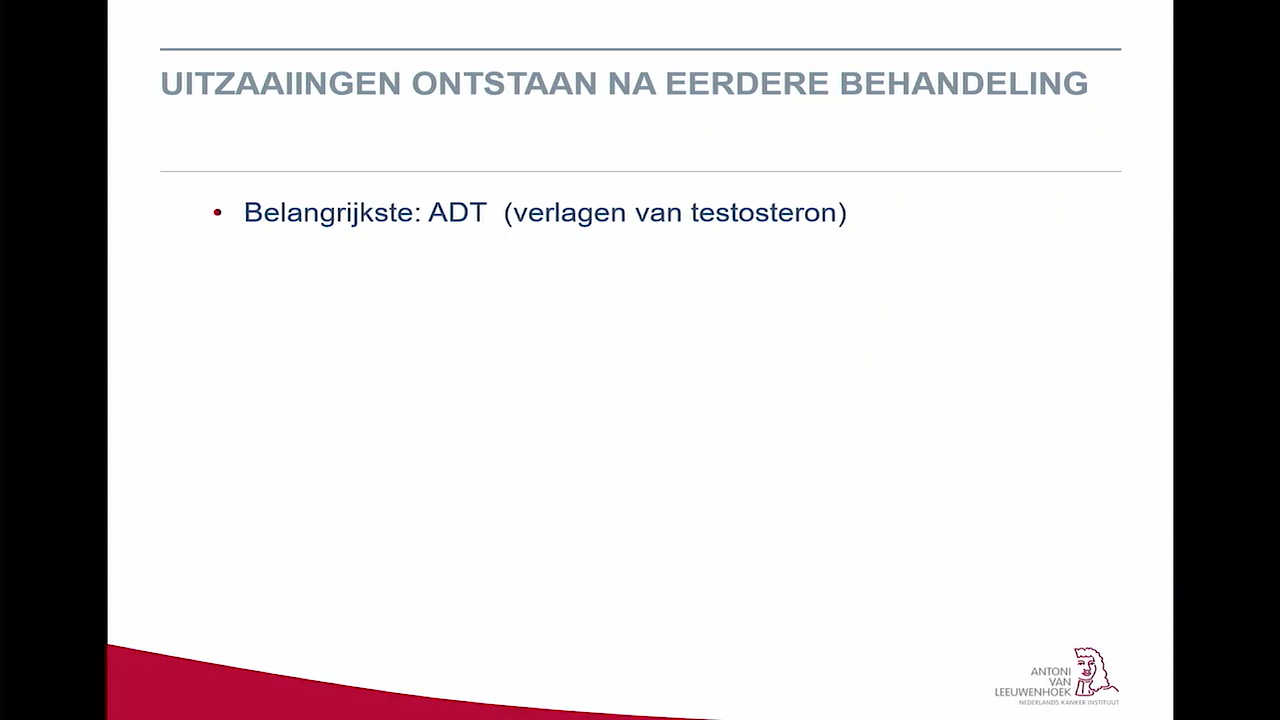 UITZAAIINGEN ONTSTAAN NA EERDERE BEHANDELING
• Belangrijkste: ADT (verlagen van testosteron)
ANTONI
VAN
LEEUWENHOEK
NEDERLANDS KANKER INSTITUUT